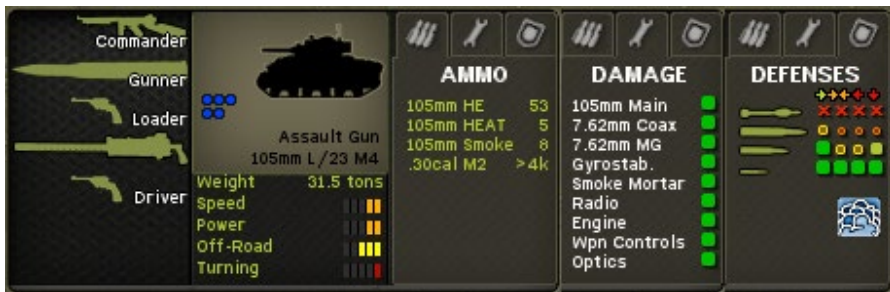 Commander
Gunner
Loader
Driver
Assault Gun
105mm L/23 M4
Weight 31.5 tons
Speed
Power
Off-Road
Turning
AMMO
105mm HE 53
105mm HEAT 5
105mm Smoke 8
.30cal M2 >4k
DAMAGE
105mm Main
7.62mm Coax
7.62mm MG
Gyrostab.
Smoke Mortar
Radio
Engine
Wpn Controls
Optics
DEFENSES